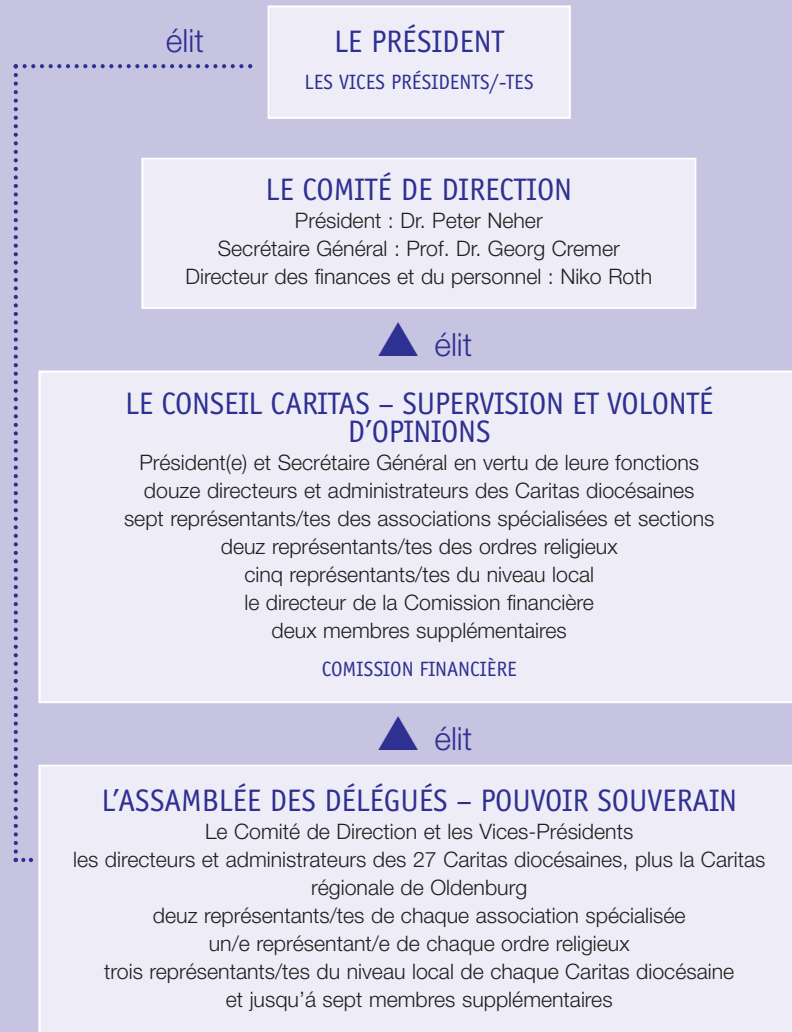 élit
LE PRÉSIDENT
LES VICES PRÉSIDENTS/-TES
LE COMITÉ DE DIRECTION
Président : Dr. Peter Neher
Secrétaire Général : Prof. Dr. Georg Cremer
Directeur des finances et du personnel : Niko Roth
élit
LE CONSEIL CARITAS – SUPERVISION ET VOLONTÉ
D'OPINIONS
Président(e) et Secrétaire Général en vertu de leure fonctions
douze directeurs et administrateurs des Caritas diocésaines
sept représentants/tes des associations spécialisées et sections
deuz représentants/tes des ordres religieux
cinq représentants/tes du niveau local
le directeur de la Comission financière
deux membres supplémentaires
COMISSION FINANCIÈRE
élit
L'ASSAMBLÉE DES DÉLÉGUÉS – POUVOIR SOUVERAIN
Le Comité de Direction et les Vices-Présidents
les directeurs et administrateurs des 27 Caritas diocésaines, plus la Caritas
régionale de Oldenburg
deuz représentants/tes de chaque association spécialisée
un/e représentant/e de chaque ordre religieux
trois représentants/tes du niveau local de chaque Caritas diocésaine
et jusqu'á sept membres supplémentaires